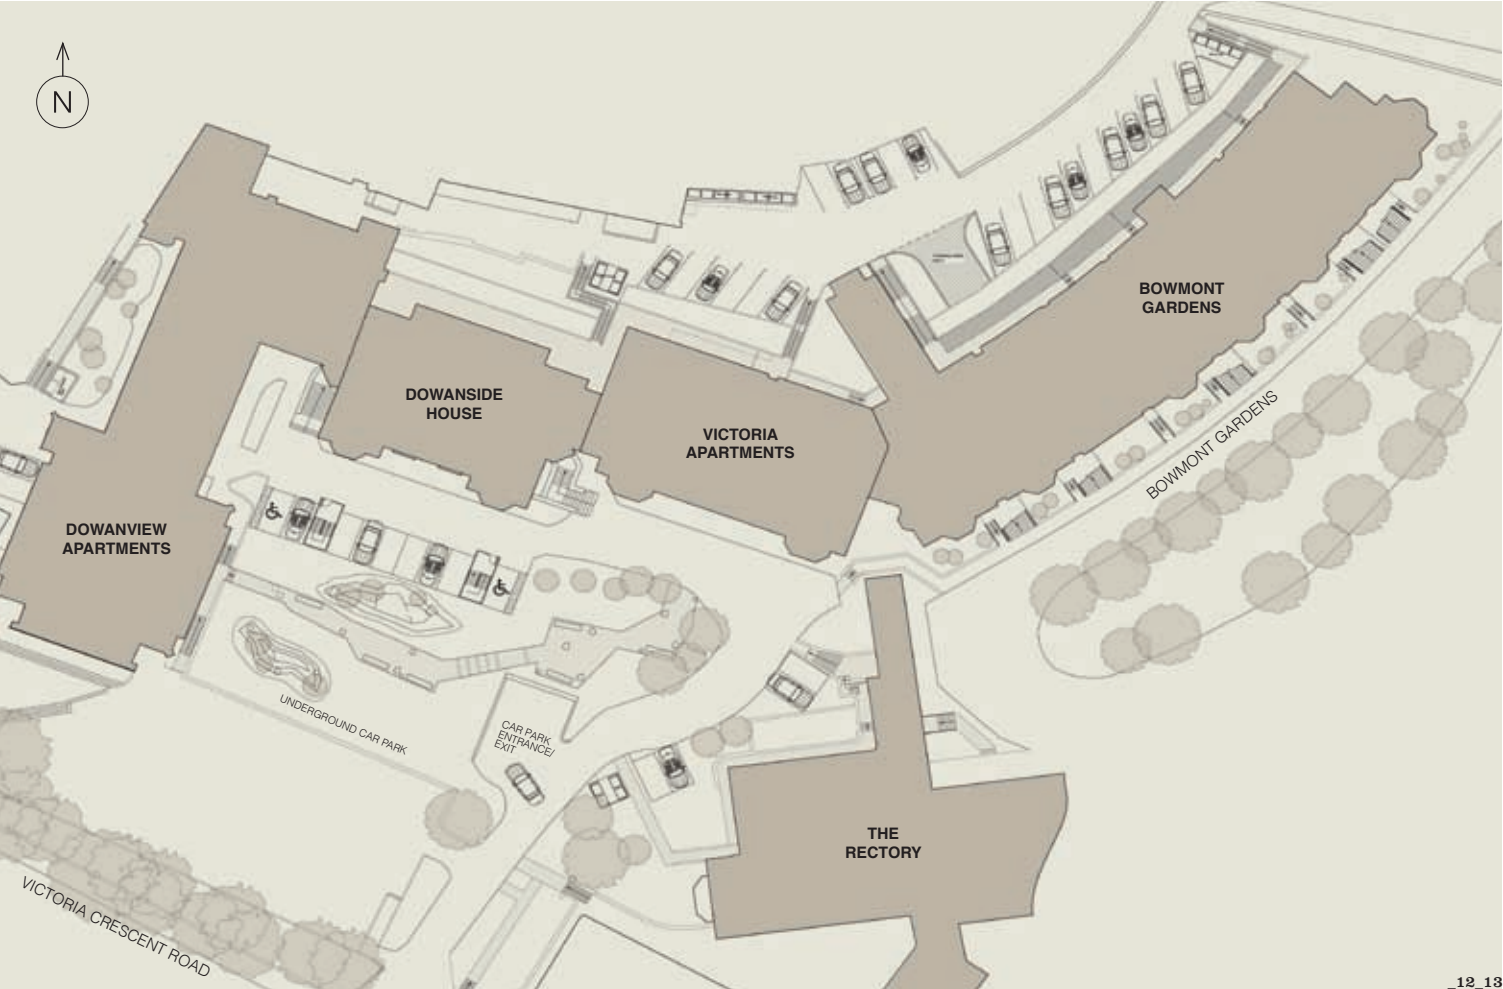 N
BOWMONT
GARDENS
DOWANSIDE
HOUSE
VICTORIA
APARTMENTS
BOWMONT GARDENS
DOWANVIEW
APARTMENTS
UNDERGROUND CAR PARK
CAR PARK
ENTRANCE/
EXIT
THE
RECTORY
VICTORIA CRESCENT ROAD
_12_13